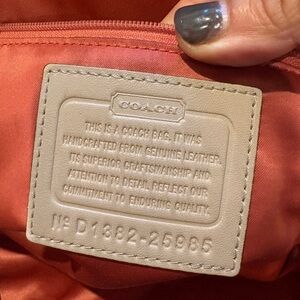 COACH
THIS IS A COACH BAG. IT WAS
HANDCRAFTED FROM GENUINE LEATHER.
ITS SUPERIOR CRAFTSMANSHIP AND
ATTENTION TO DETAIL REFLECT OUR
COMMITMENT TO ENDURING QUALITY.
Nº D1382-25985